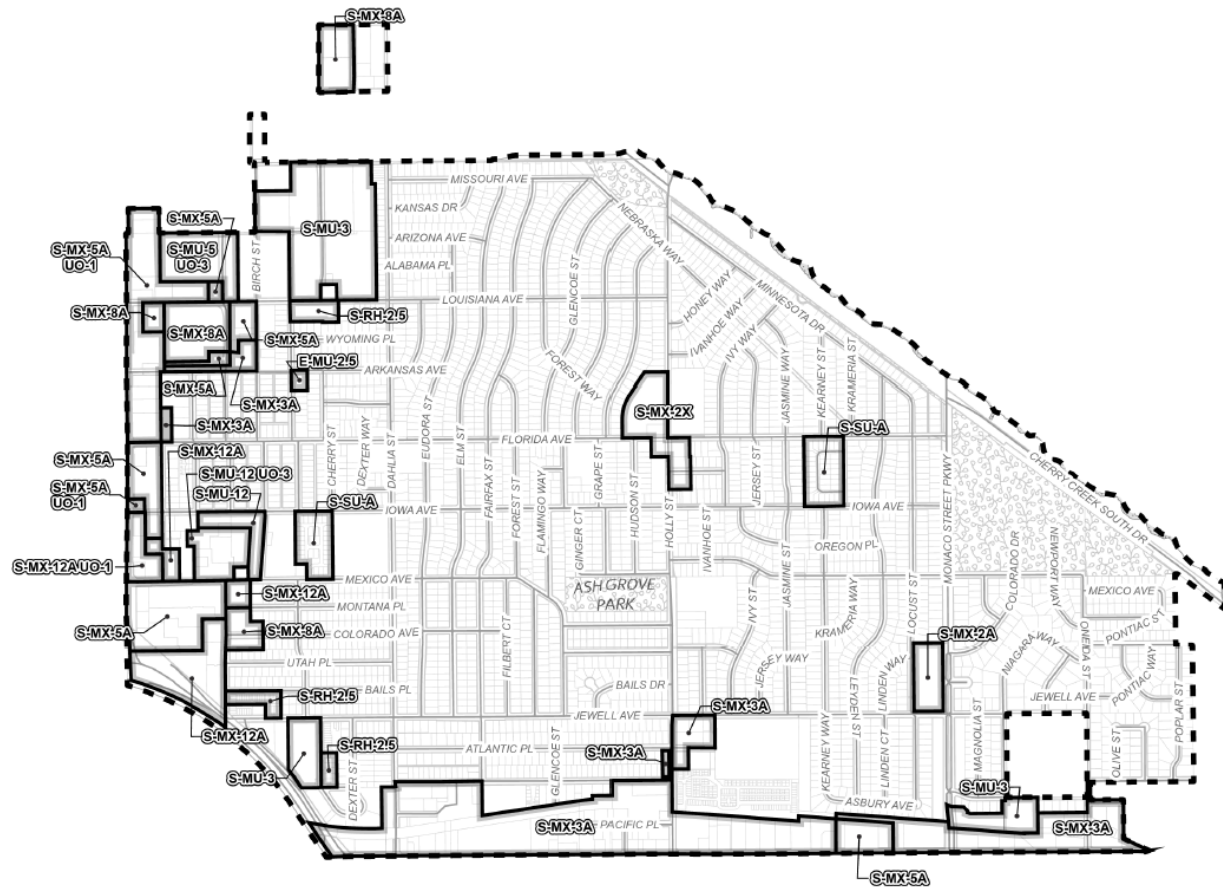 S-MX-8A
S-MX-5A
MISSOURI AVE
KANSAS DR
S-MU-3
ARIZONA AVE
ALABAMA PL
S-MX-5A
UO-1
S-MU-5
UO-3
BIRCH ST
NEBRASKA WAY
GLENCOE ST
LOUISIANA AVE
HONEY WAY
MINNESOTA DR
S-MX-8A
S-MX-8A
S-RH-2.5
S-MX-5A
WYOMING PL
IVANHOE WAY
IVY WAY
E-MU-2.5
ARKANSAS AVE
FOREST WAY
JASMINE WAY
KEARNEY ST
KRAMERIA ST
S-MX-5A
S-MX-3A
S-MX-2X
S-MX-3A
EUDORA ST
S-SU-A
FLORIDA AVE
S-MX-12A
CHERRY ST
DEXTER WAY
DAHLIA ST
ELM ST
FAIRFAX ST
GRAPE ST
S-MX-5A
S-MU-12 UO-3
S-MU-12
JERSEY ST
MONACO STREET PKWY
CHERRY CREEK SOUTH DR
S-MX-5A
UO-1
S-SU-A
IOWA AVE
FOREST ST
FLAMINGO WAY
GINGER CT
HUDSON ST
HOLLY ST
IVANHOE ST
IOWA AVE
OREGON PL
JASMINE ST
COLORADO DR
NEWPORT WAY
S-MX-12A UO-1
MEXICO AVE
ASH GROVE
PARK
MEXICO AVE
S-MX-12A
MONTANA PL
IVY ST
KRAMERIA WAY
LOCUST ST
PONTIAC ST
S-MX-5A
S-MX-8A
COLORADO AVE
FILBERT CT
S-MX-2A
ONEIDA ST
NIAGARA WAY
PONTIAC WAY
UTAH PL
JERSEY WAY
LINDEN WAY
BAILS PL
BAILS DR
LEYDEN ST
JEWELL AVE
S-RH-2.5
JEWELL AVE
S-MX-3A
POPLAR ST
S-MX-12A
S-RH-2.5
ATLANTIC PL
S-MX-3A
KEARNEY WAY
LINDEN CT
MAGNOLIA ST
OLIVE ST
S-MU-3
GLENCOE ST
S-MU-3
DEXTER ST
ASBURY AVE
S-MX-3A
PACIFIC PL
S-MX-3A
S-MX-5A